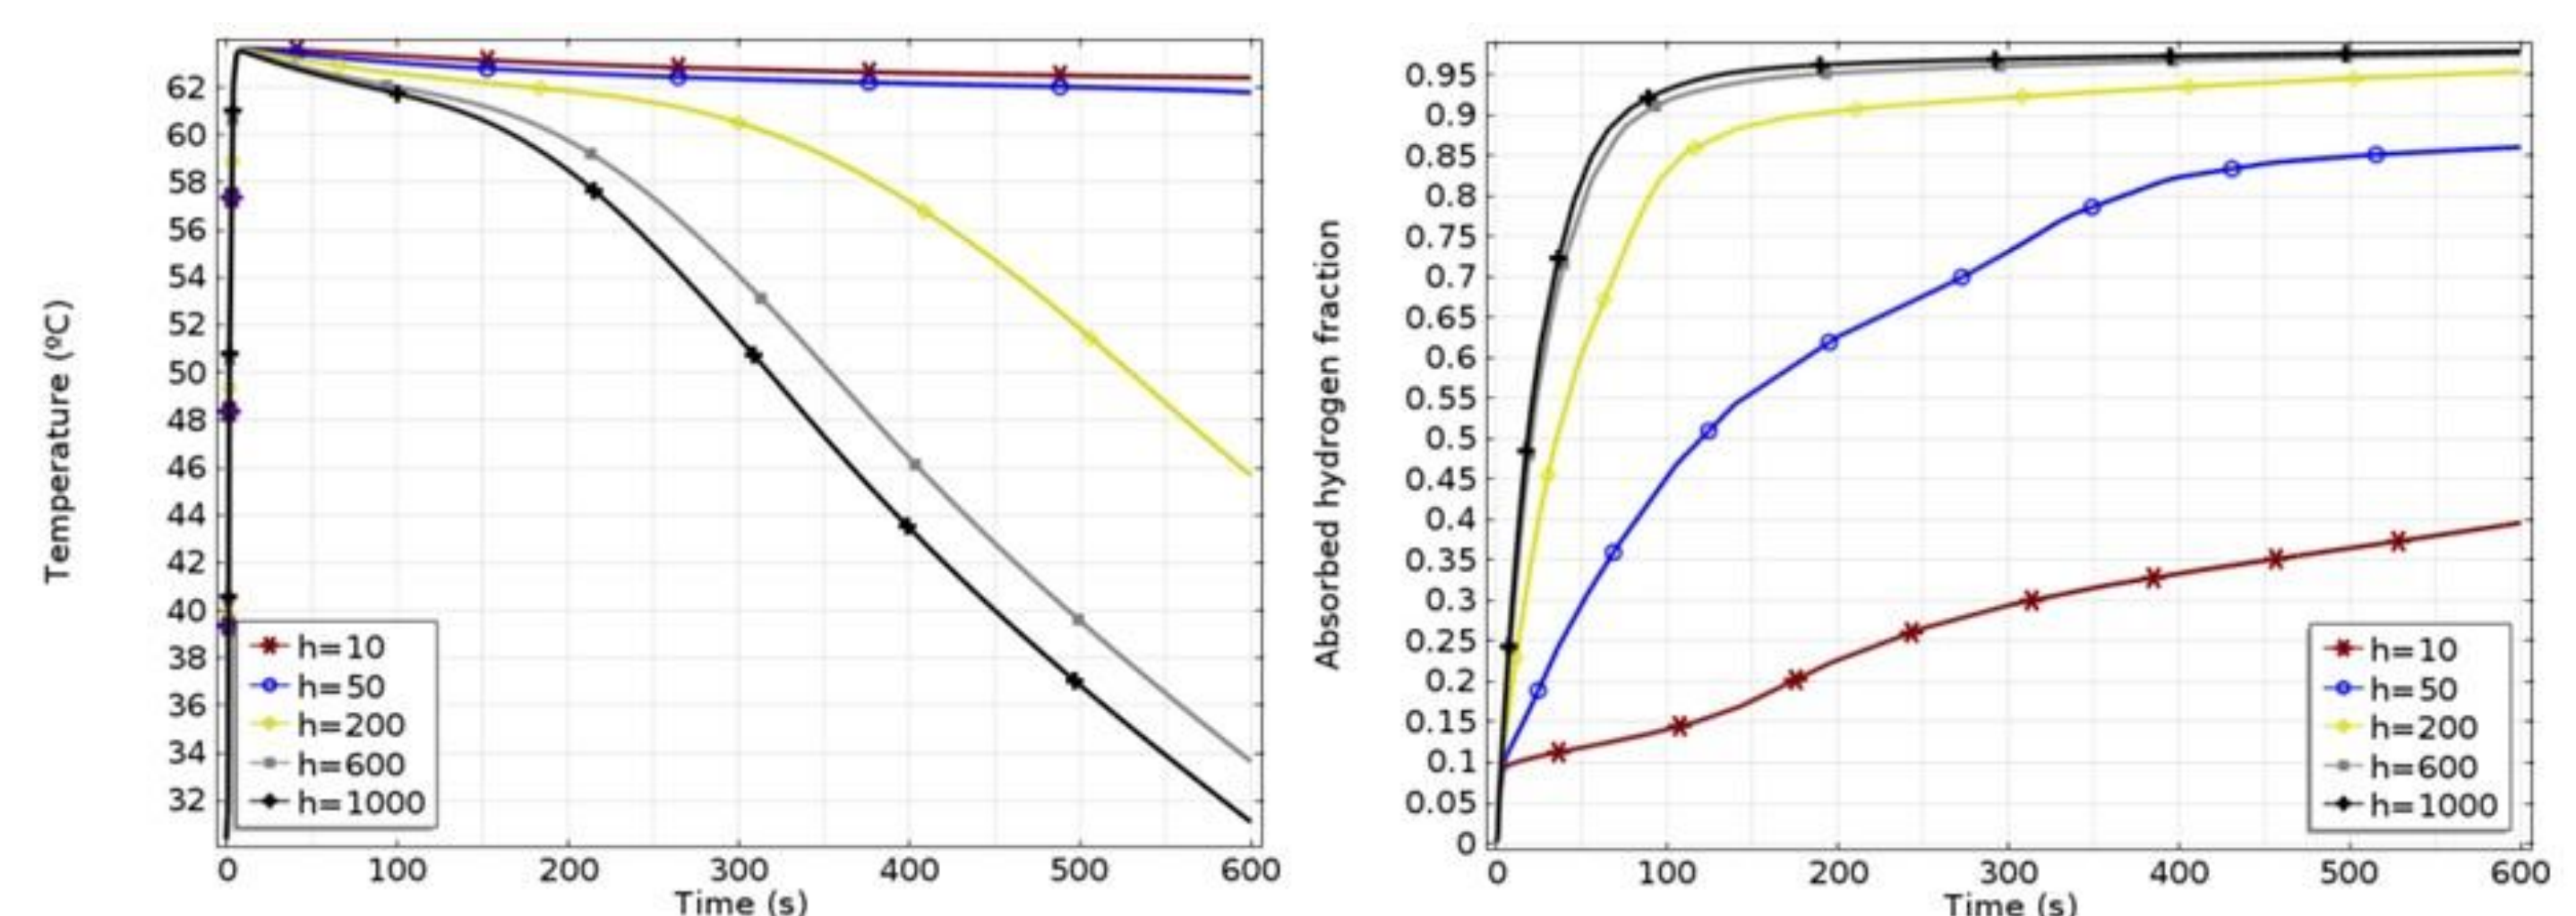 Temperature (ºC)
62
60
58
56
54
52
50
48
46
44
42
40
38
36
34
32
h=10
h=50
h=200
h=600
h=1000
0 100 200 300 400 500 600
Time (s)
Absorbed hydrogen fraction
0.95
0.9
0.85
0.8
0.75
0.7
0.65
0.6
0.55
0.5
0.45
0.4
0.35
0.3
0.25
0.2
0.15
0.1
0.05
0
h=10
h=50
h=200
h=600
h=1000
0 100 200 300 400 500 600
Time (s)